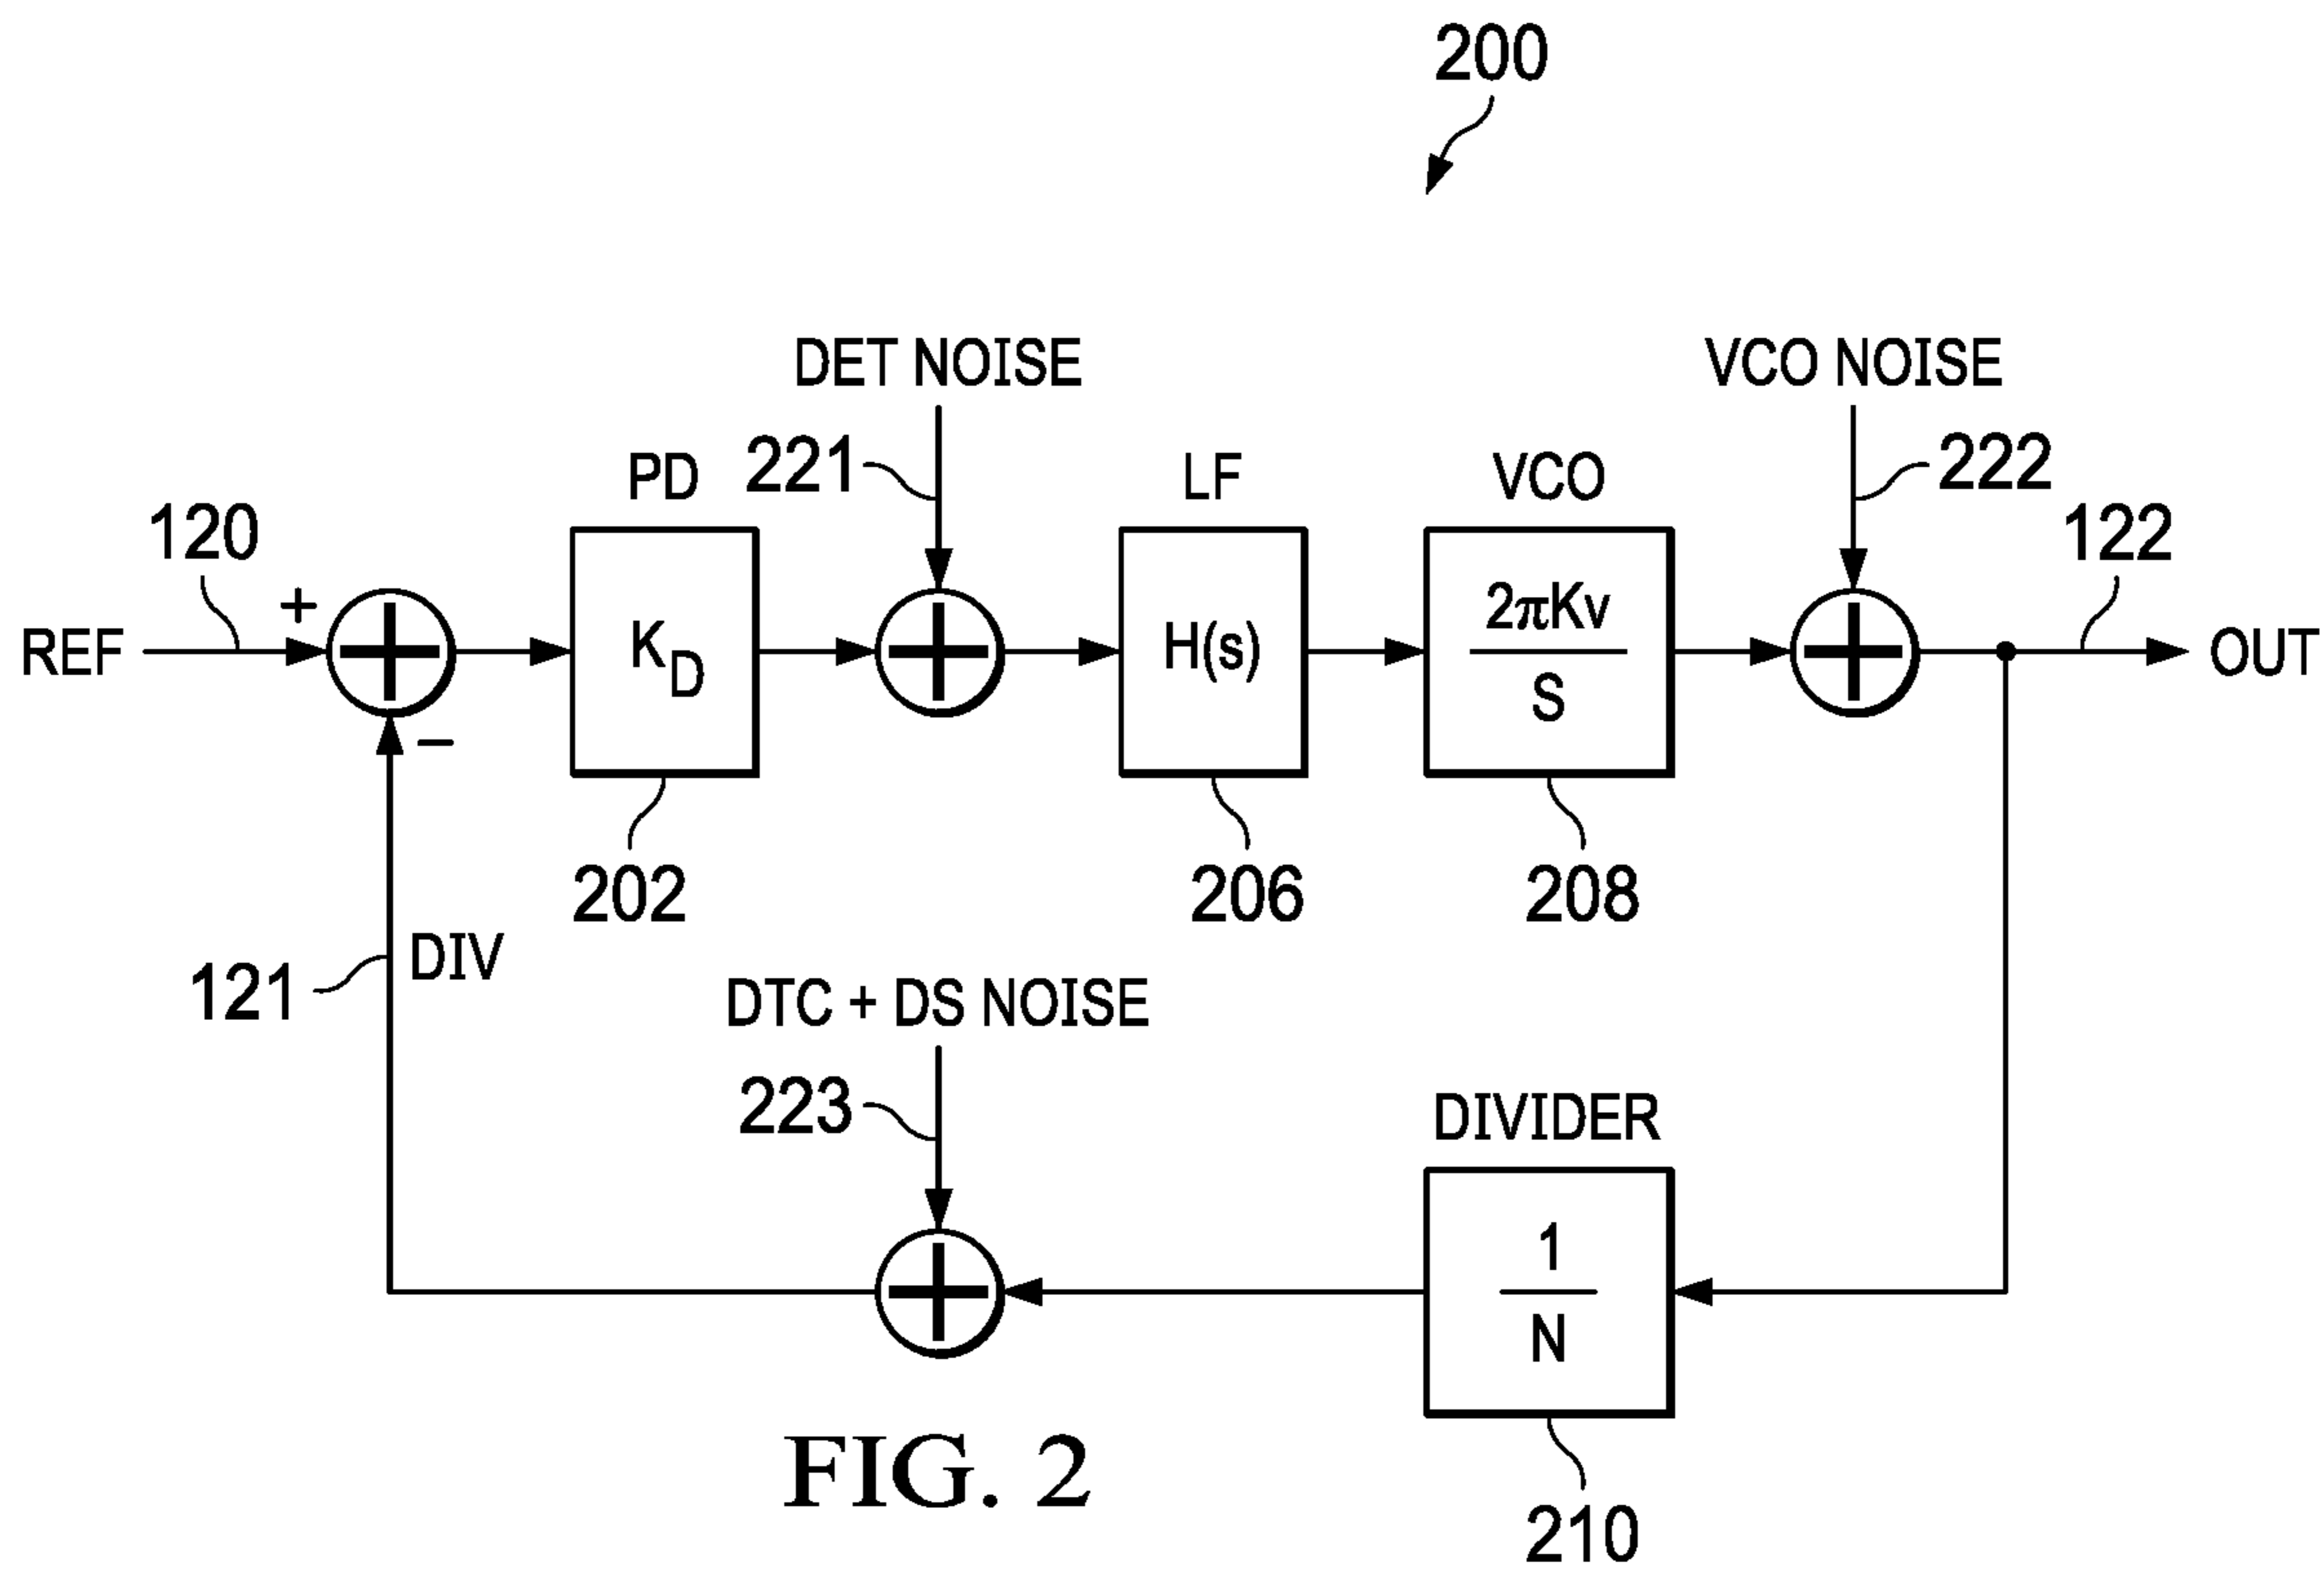 200
DET NOISE
VCO NOISE
221
222
PD
LF
VCO
120
122
REF
+
K_D
H(s)
2πKv
S
OUT
−
202
206
208
121
DIV
DTC + DS NOISE
223
DIVIDER
1
N
FIG. 2
210